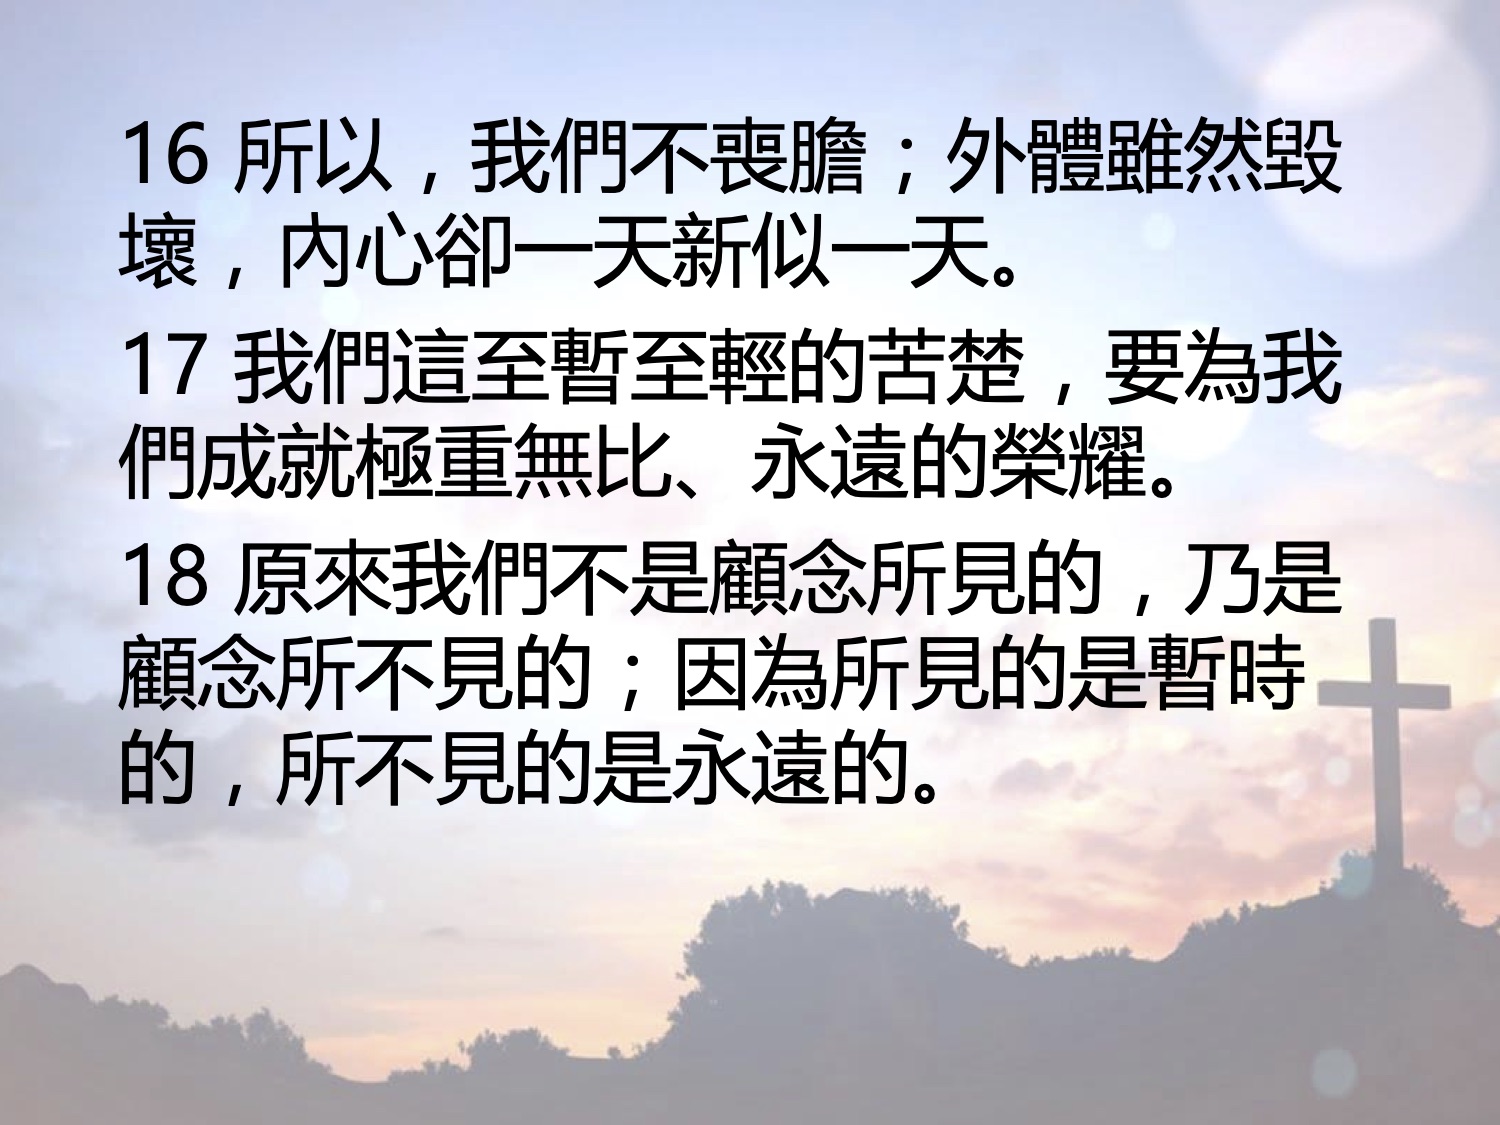 16 所以，我們不喪膽；外體雖然毀
壞，內心卻一天新似一天。
17 我們這至暫至輕的苦楚，要為我
們成就極重無比、永遠的榮耀。
18 原來我們不是顧念所見的，乃是
顧念所不見的；因為所見的是暫時
的，所不見的是永遠的。